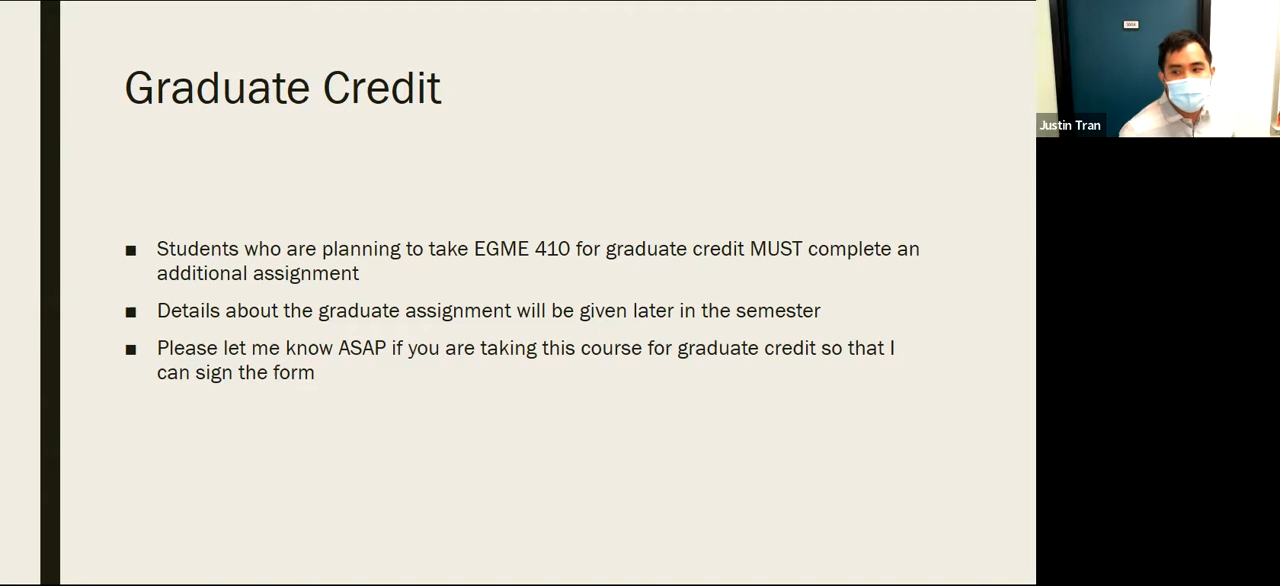 Graduate Credit
■ Students who are planning to take EGME 410 for graduate credit MUST complete an
additional assignment
■ Details about the graduate assignment will be given later in the semester
■ Please let me know ASAP if you are taking this course for graduate credit so that I
can sign the form
Justin Tran